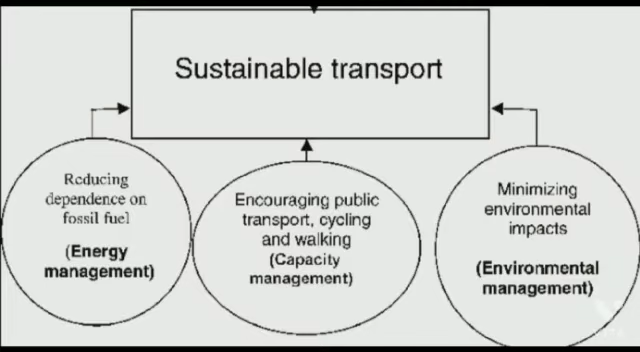 Sustainable transport
Reducing
dependence on
fossil fuel
(Energy
management)
Encouraging public
transport, cycling
and walking
(Capacity
management)
Minimizing
environmental
impacts
(Environmental
management)